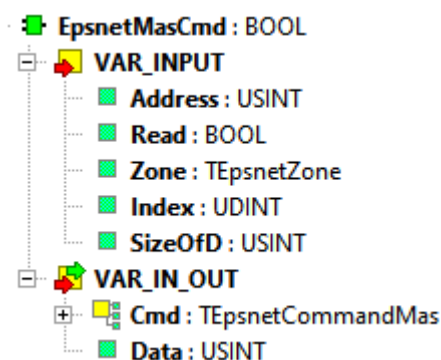 EpsnetMasCmd : BOOL
VAR_INPUT
Address : USINT
Read : BOOL
Zone : TEpsnetZone
Index : UDINT
SizeOfD : USINT
VAR_IN_OUT
Cmd : TEpsnetCommandMas
Data : USINT